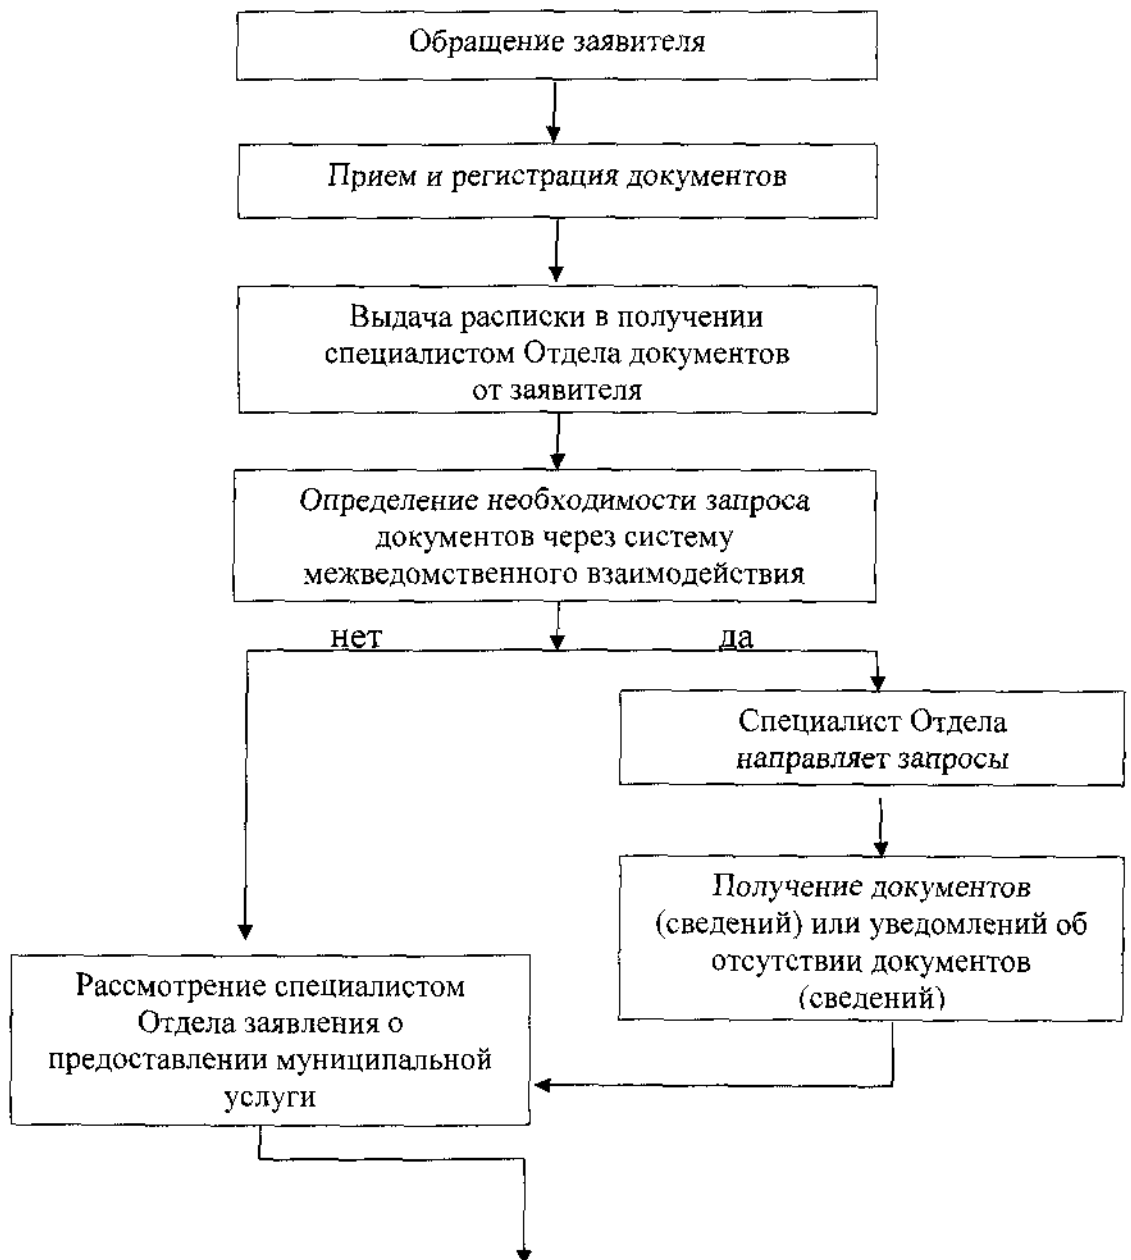 Обращение заявителя
Прием и регистрация документов
Выдача расписки в получении
специалистом Отдела документов
от заявителя
Определение необходимости запроса
документов через систему
межведомственного взаимодействия
нет
да
Специалист Отдела
направляет запросы
Получение документов
(сведений) или уведомлений об
отсутствии документов
(сведений)
Рассмотрение специалистом
Отдела заявления о
предоставлении муниципальной
услуги